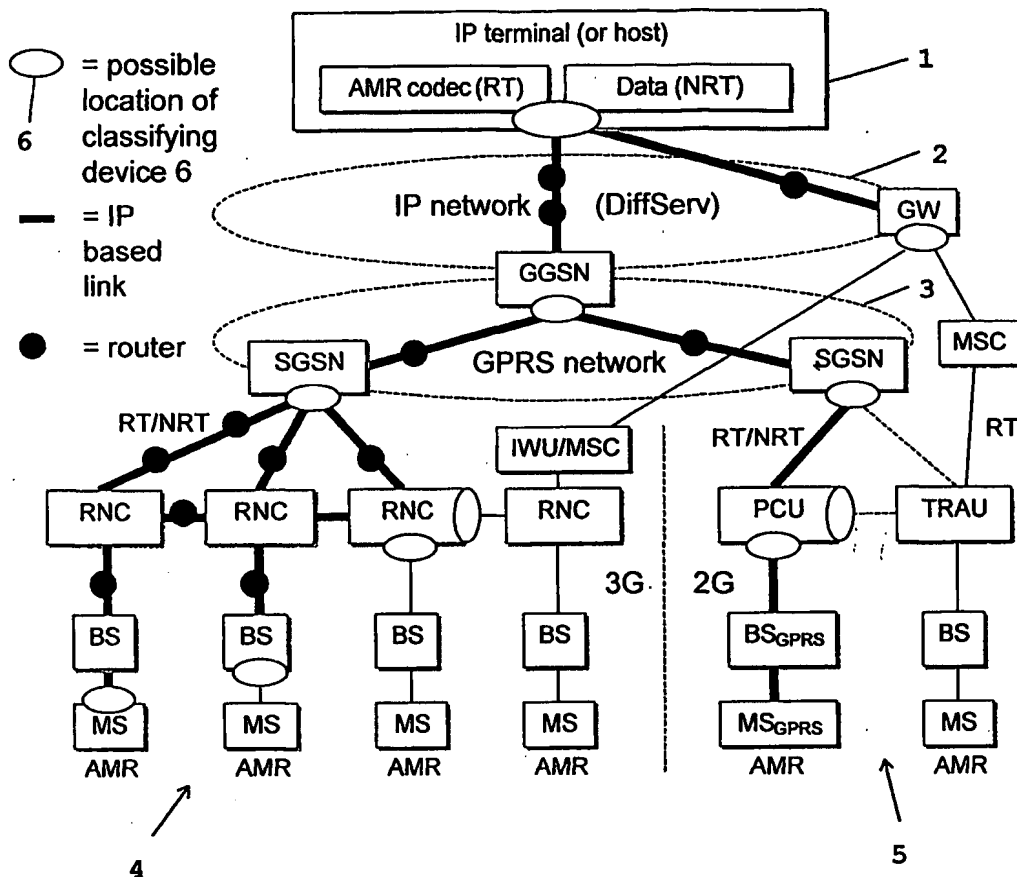 IP terminal (or host)
AMR codec (RT)
Data (NRT)
1
= possible
location of
classifying
device 6
6
= IP
based
link
= router
2
IP network
(DiffServ)
GW
GGSN
3
SGSN
GPRS network
SGSN
MSC
RT/NRT
RT/NRT
RT
IWU/MSC
RNC
RNC
RNC
RNC
PCU
TRAU
3G
2G
BS
BS
BS
BS
BSGPRS
BS
MS
MS
MS
MS
MSGPRS
MS
AMR
AMR
AMR
AMR
AMR
AMR
4
5